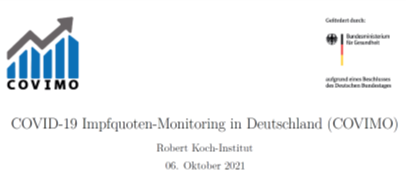 Gefördert durch:
Bundesministerium
für Gesundheit
aufgrund eines Beschlusses
des Deutschen Bundestages
COVIMO
COVID-19 Impfquoten-Monitoring in Deutschland (COVIMO)
Robert Koch-Institut
06. Oktober 2021